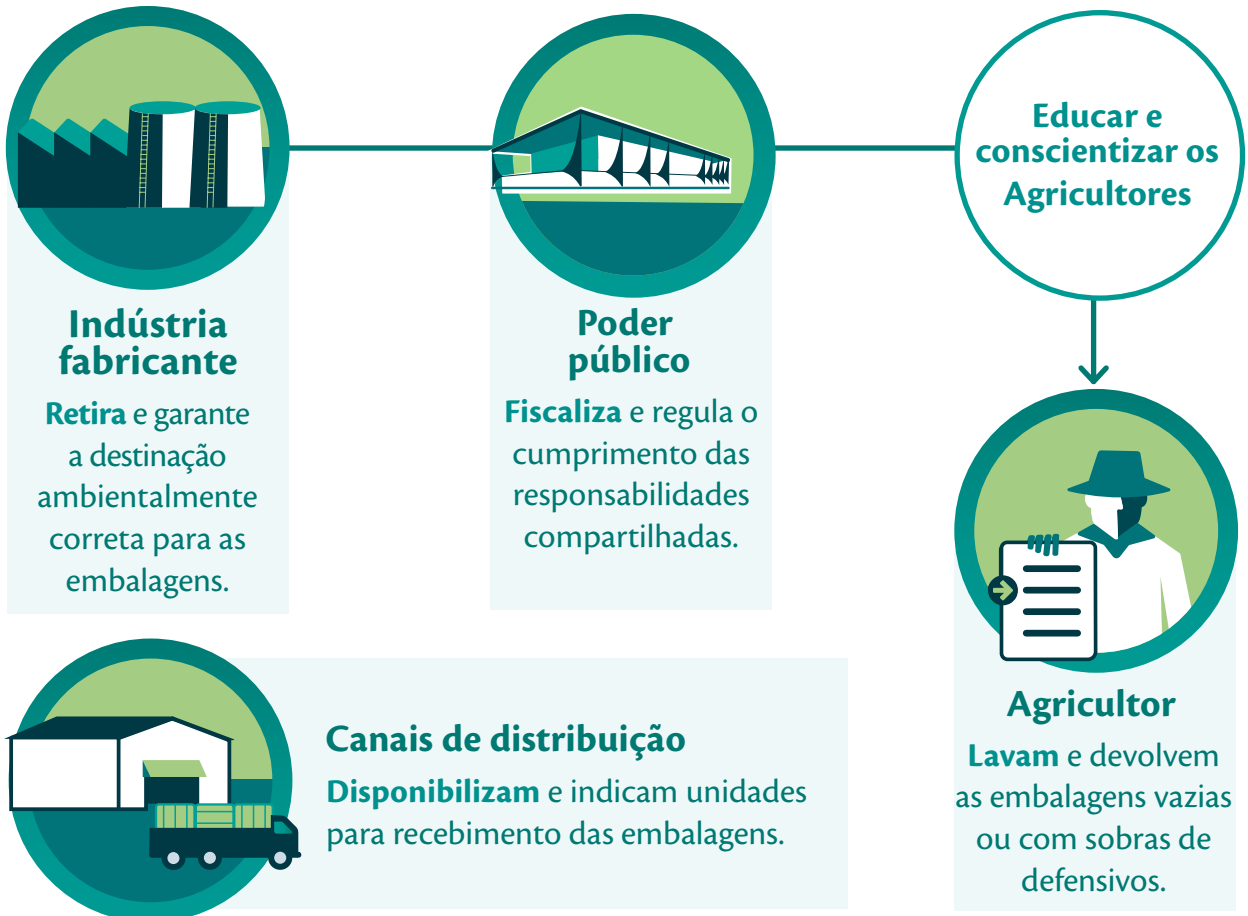 Indústria
fabricante
Retira e garante
a destinação
ambientalmente
correta para as
embalagens.
Poder
público
Fiscaliza e regula o
cumprimento das
responsabilidades
compartilhadas.
Educar e
conscientizar os
Agricultores
Agricultor
Lavam e devolvem
as embalagens vazias
ou com sobras de
defensivos.
Canais de distribuição
Disponibilizam e indicam unidades
para recebimento das embalagens.